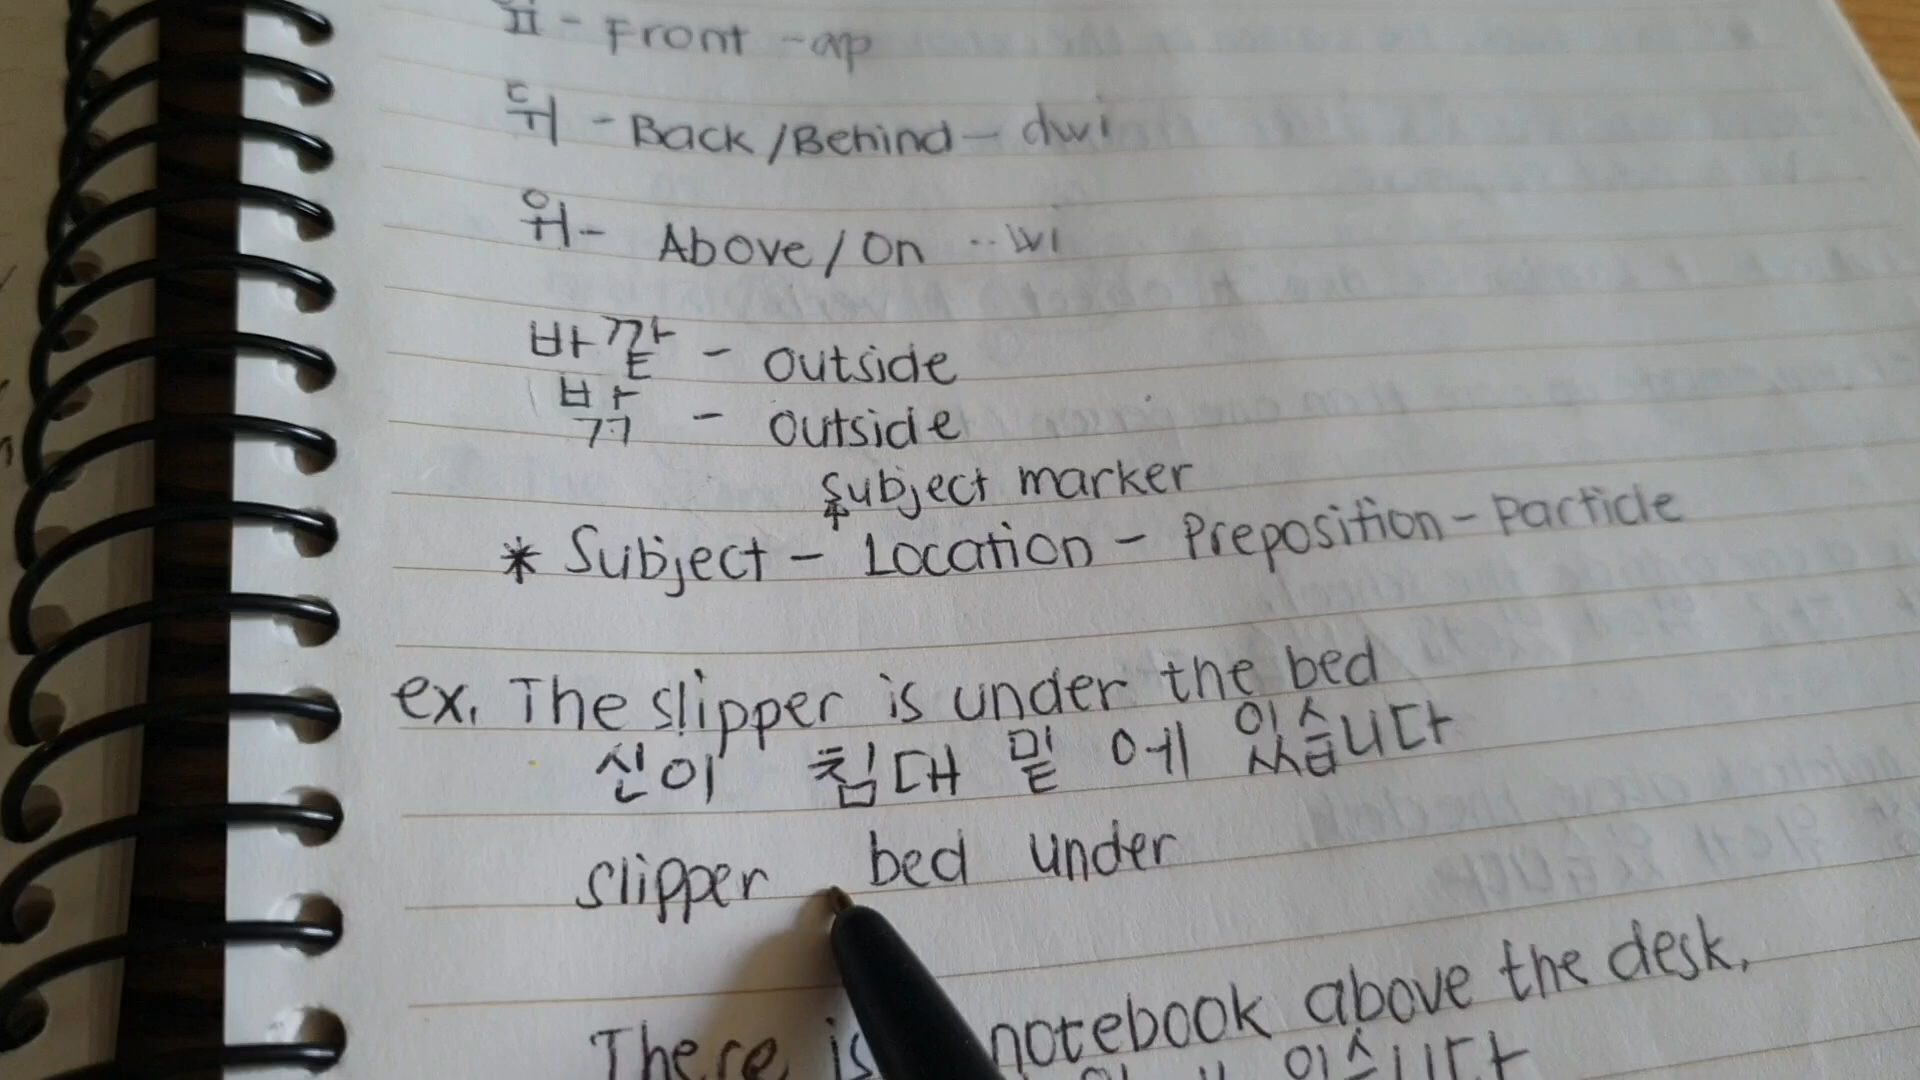 - Front - ap
뒤 - Back / Behind - dwi
위 - Above / On - wi
바깥 - outside
밖 - outside
Subject marker
* Subject - Location - Preposition - Particle
ex. The slipper is under the bed
신이 침대 밑 에 있습니다
slipper bed under
There is notebook above the desk.